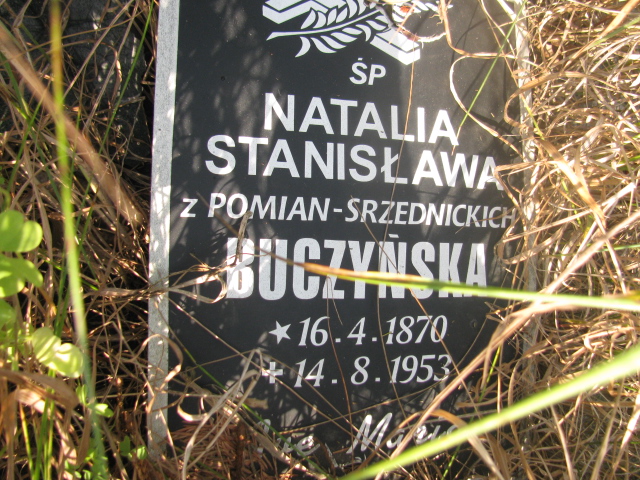 ŚP
NATALIA
STANISŁAWA
Z POMIAN-SRZEDNICKICH
BUCZYŃSKA
★ 16. 4. 1870
+ 14. 8. 1953